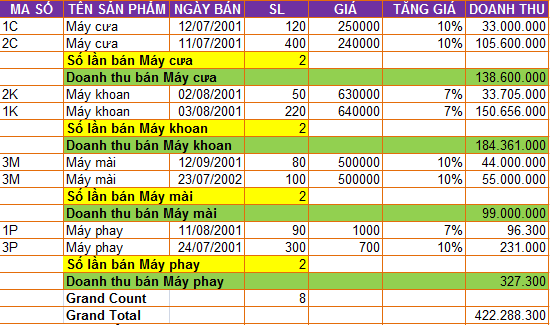 MA SỐ TÊN SẢN PHẨM NGÀY BÁN SL GIÁ TĂNG GIÁ DOANH THU
1C Máy cưa 12/07/2001 120 250000 10% 33.000.000
2C Máy cưa 11/07/2001 400 240000 10% 105.600.000
Số lần bán Máy cưa 2
Doanh thu bán Máy cưa 138.600.000
2K Máy khoan 02/08/2001 50 630000 7% 33.705.000
1K Máy khoan 03/08/2001 220 640000 7% 150.656.000
Số lần bán Máy khoan 2
Doanh thu bán Máy khoan 184.361.000
3M Máy mài 12/09/2001 80 500000 10% 44.000.000
3M Máy mài 23/07/2002 100 500000 10% 55.000.000
Số lần bán Máy mài 2
Doanh thu bán Máy mài 99.000.000
1P Máy phay 11/08/2001 90 1000 7% 96.300
3P Máy phay 24/07/2001 300 700 10% 231.000
Số lần bán Máy phay 2
Doanh thu bán Máy phay 327.300
Grand Count 8
Grand Total 422.288.300